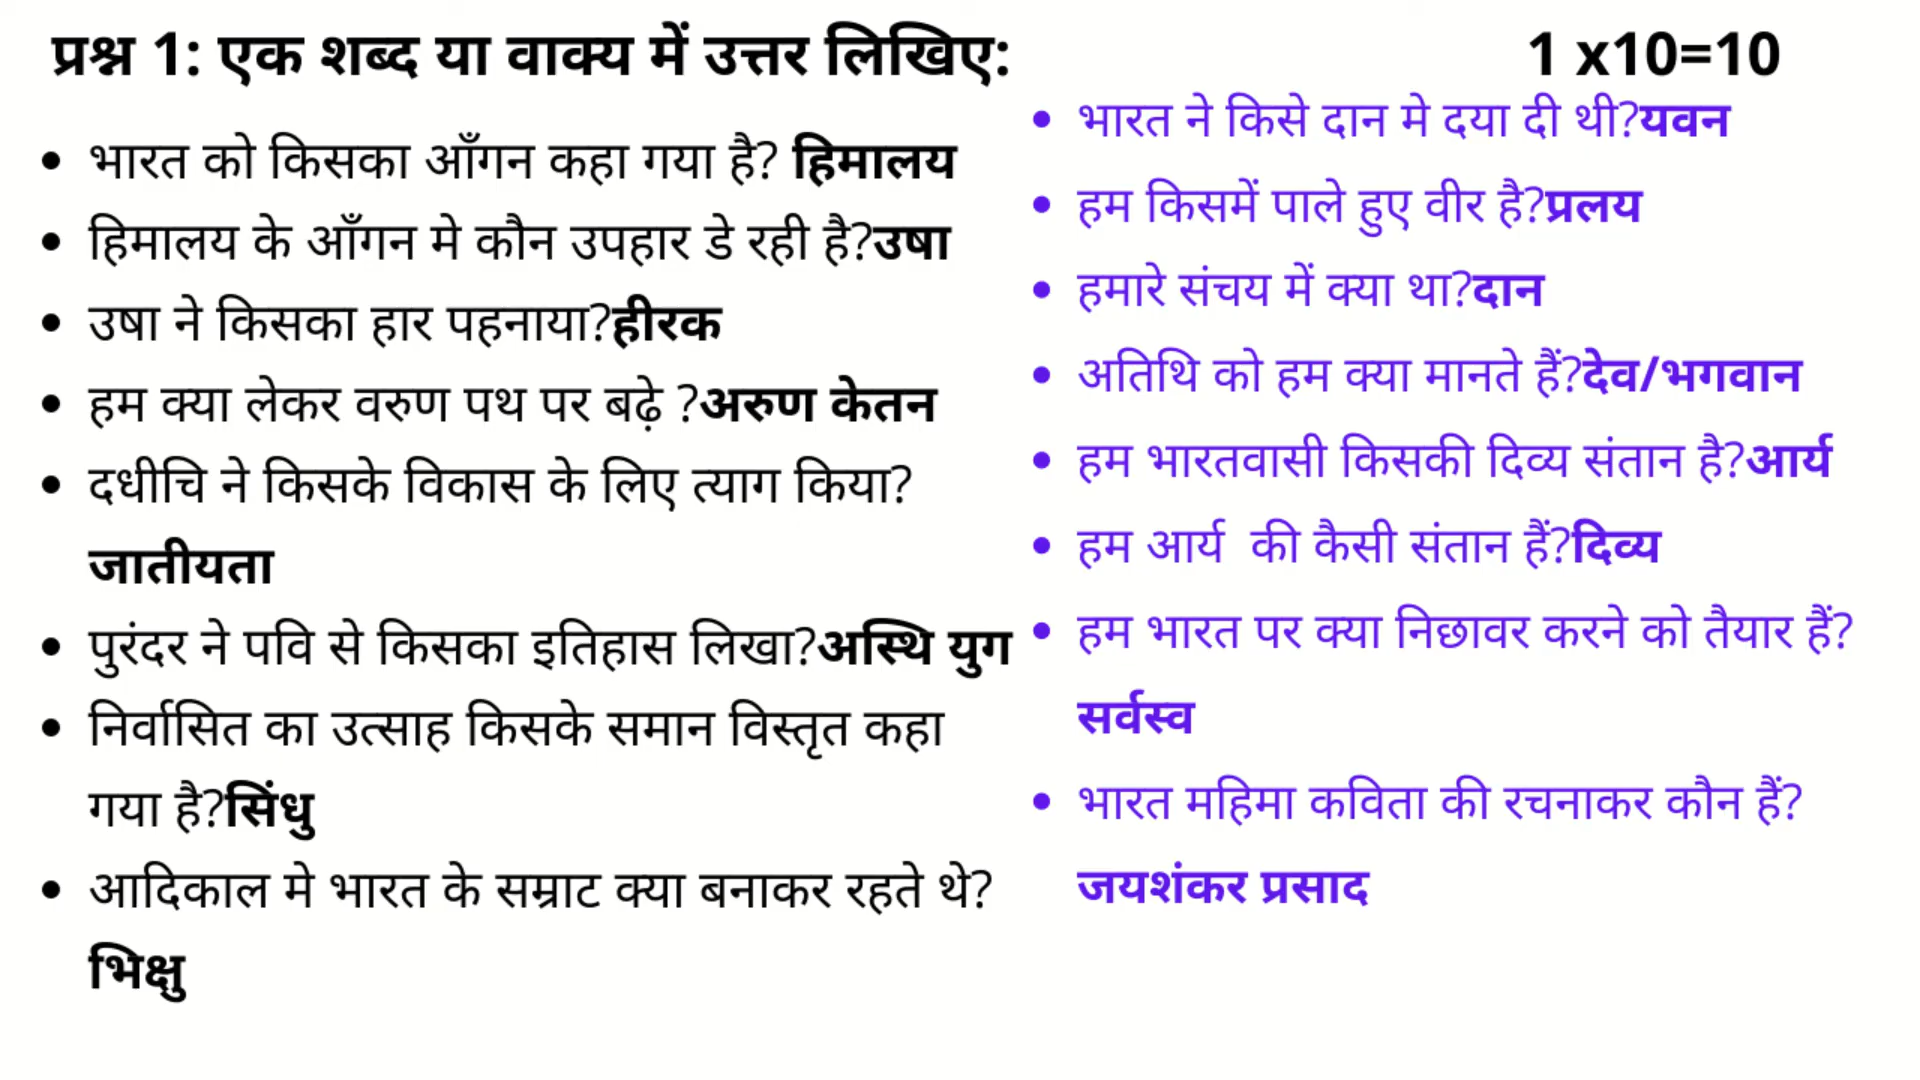 प्रश्न 1: एक शब्द या वाक्य में उत्तर लिखिए:
1 x10=10
भारत को किसका आँगन कहा गया है? हिमालय
हिमालय के आँगन मे कौन उपहार डे रही है?उषा
उषा ने किसका हार पहनाया?हीरक
हम क्या लेकर वरुण पथ पर बढ़े ?अरुण केतन
दधीचि ने किसके विकास के लिए त्याग किया?
जातीयता
पुरंदर ने पवि से किसका इतिहास लिखा?अस्थि युग
निर्वासित का उत्साह किसके समान विस्तृत कहा
गया है?सिंधु
आदिकाल मे भारत के सम्राट क्या बनाकर रहते थे?
भिक्षु
भारत ने किसे दान मे दया दी थी?यवन
हम किसमें पाले हुए वीर है?प्रलय
हमारे संचय में क्या था?दान
अतिथि को हम क्या मानते हैं?देव/भगवान
हम भारतवासी किसकी दिव्य संतान है?आर्य
हम आर्य की कैसी संतान हैं?दिव्य
हम भारत पर क्या निछावर करने को तैयार हैं?
सर्वस्व
भारत महिमा कविता की रचनाकर कौन हैं?
जयशंकर प्रसाद